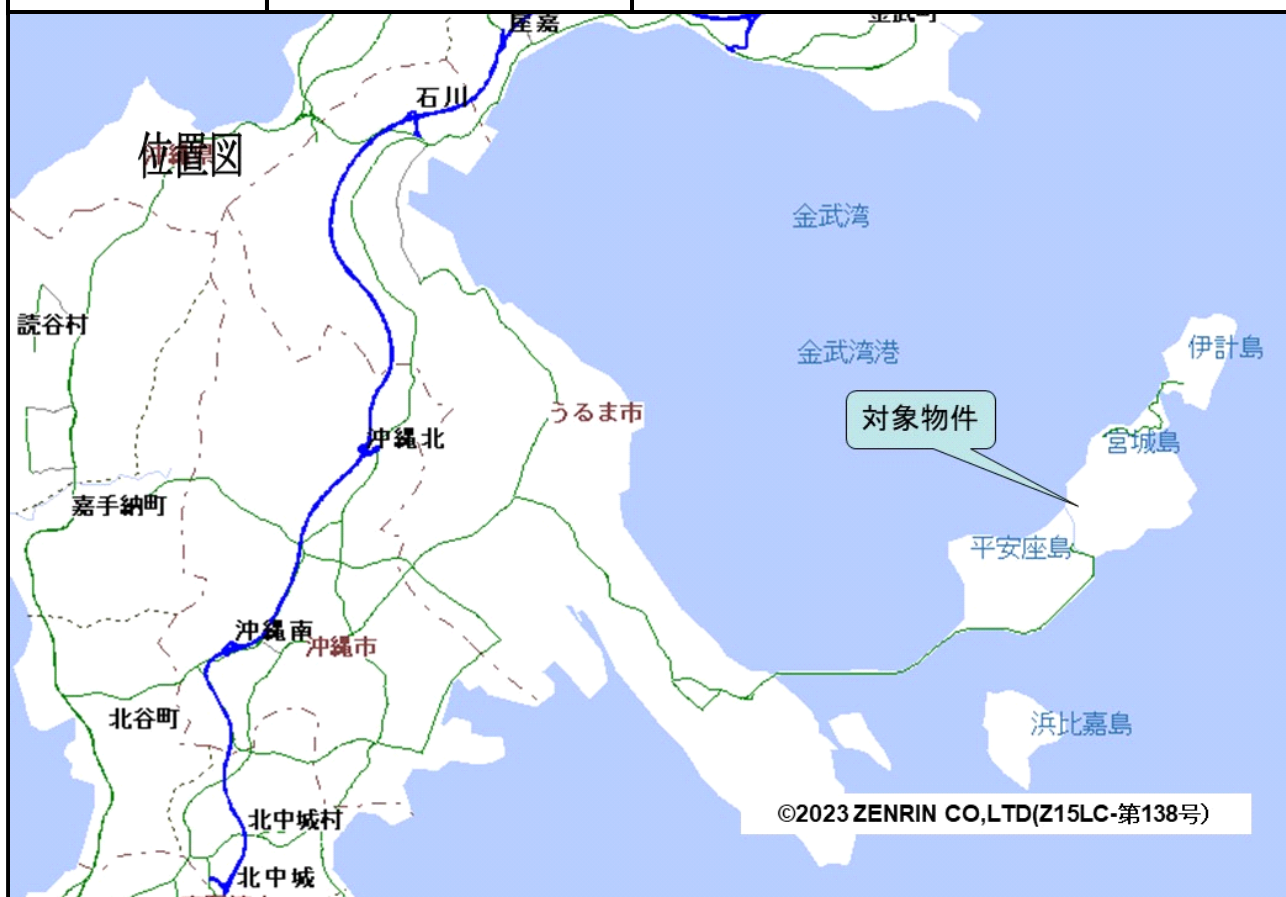 屋嘉
金武町
石川
位置図
金武湾
読谷村
金武湾港
伊計島
うるま市
対象物件
沖縄北
宮城島
嘉手納町
平安座島
沖縄南
沖縄市
北谷町
浜比嘉島
©2023 ZENRIN CO,LTD(Z15LC-第138号)
北中城村
北中城